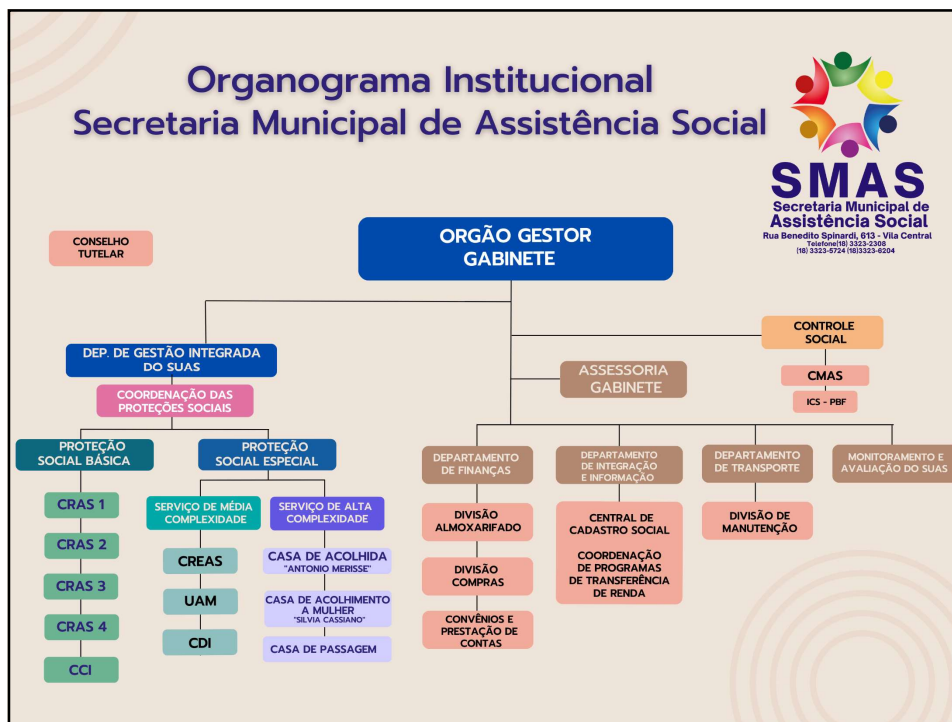 Organograma Institucional
Secretaria Municipal de Assistência Social
SMAS
Secretaria Municipal de
Assistência Social
Rua Benedito Spinardi, 613 - Vila Central
Telefone(18) 3323-2308
(18) 3323-5724 (18)3323-6204
CONSELHO
TUTELAR
ORGÃO GESTOR
GABINETE
CONTROLE
SOCIAL
CMAS
ICS - PBF
DEP. DE GESTÃO INTEGRADA
DO SUAS
ASSESSORIA
GABINETE
COORDENAÇÃO DAS
PROTEÇÕES SOCIAIS
PROTEÇÃO
SOCIAL BÁSICA
CRAS 1
CRAS 2
CRAS 3
CRAS 4
CCI
PROTEÇÃO
SOCIAL ESPECIAL
SERVIÇO DE MÉDIA
COMPLEXIDADE
CREAS
UAM
CDI
SERVIÇO DE ALTA
COMPLEXIDADE
CASA DE ACOLHIDA
"ANTONIO MERISSE"
CASA DE ACOLHIMENTO
A MULHER
"SILVIA CASSIANO"
CASA DE PASSAGEM
DEPARTAMENTO
DE FINANÇAS
DIVISÃO
ALMOXARIFADO
DIVISÃO
COMPRAS
CONVÊNIOS E
PRESTAÇÃO DE
CONTAS
DEPARTAMENTO
DE INTEGRAÇÃO
E INFORMAÇÃO
CENTRAL DE
CADASTRO SOCIAL
COORDENAÇÃO
DE PROGRAMAS
DE TRANSFERÊNCIA
DE RENDA
DEPARTAMENTO
DE TRANSPORTE
DIVISÃO DE
MANUTENÇÃO
MONITORAMENTO E
AVALIAÇÃO DO SUAS